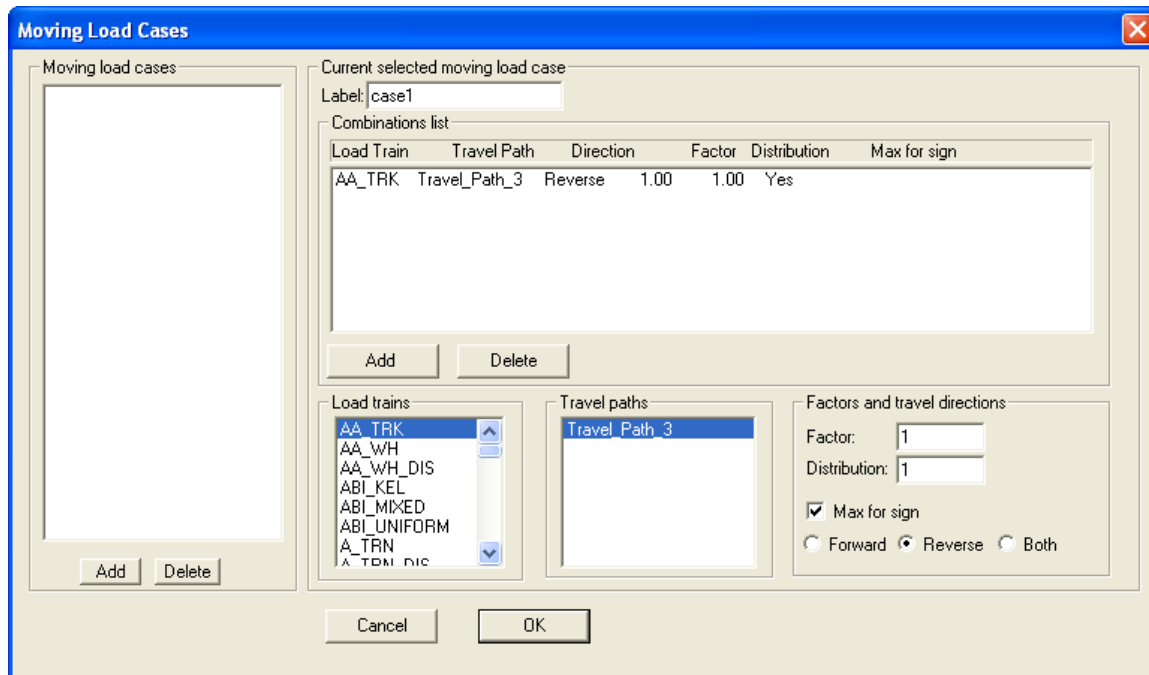 Moving Load Cases
Moving load cases
Add Delete
Current selected moving load case
Label: case1
Combinations list
Load Train Travel Path Direction Factor Distribution Max for sign
AA_TRK Travel_Path_3 Reverse 1.00 1.00 Yes
Add Delete
Load trains
AA_TRK
AA_WH
AA_WH_DIS
ABI_KEL
ABI_MIXED
ABI_UNIFORM
A_TRN
A_TRN_DIS
Travel paths
Travel_Path_3
Factors and travel directions
Factor: 1
Distribution: 1
Max for sign
Forward Reverse Both
Cancel OK